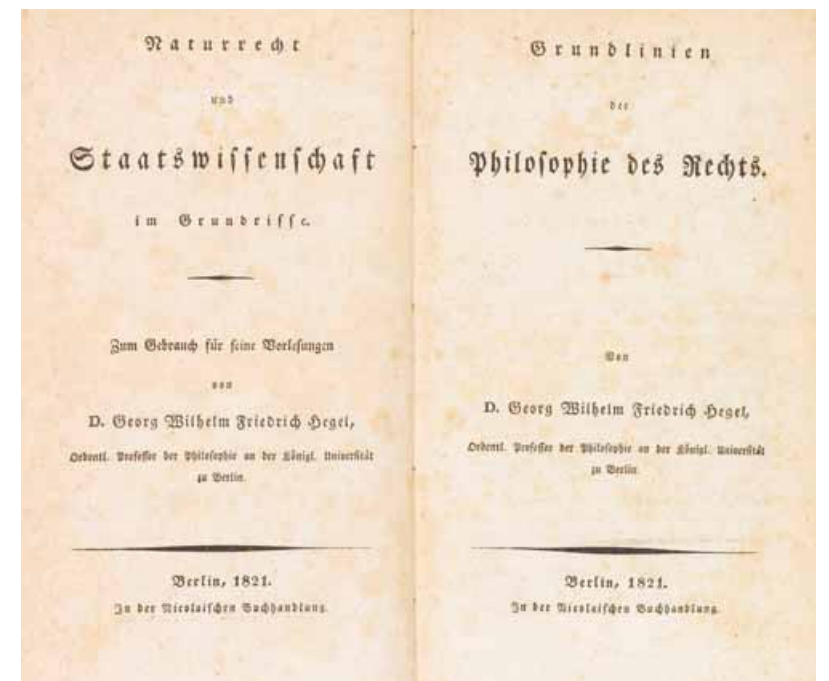 Naturrecht
und
Staatswissenschaft
im Grundrisse.
Zum Gebrauch für seine Vorlesungen
von
D. Georg Wilhelm Friedrich Hegel,
Ordentl. Professor der Philosophie an der Königl. Universität
zu Berlin.
Berlin, 1821.
In der Nicolaischen Buchhandlung.
Grundlinien
der
Philosophie des Rechts.
Von
D. Georg Wilhelm Friedrich Hegel,
Ordentl. Professor der Philosophie an der Königl. Universität
zu Berlin.
Berlin, 1821.
In der Nicolaischen Buchhandlung.